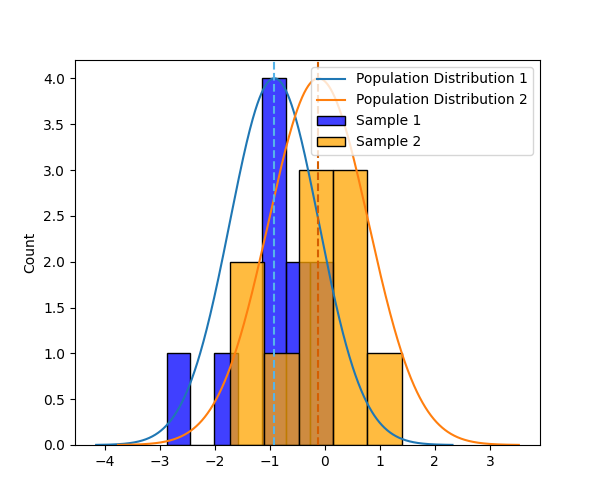 Population Distribution 1
Population Distribution 2
Sample 1
Sample 2
Count
4.0
3.5
3.0
2.5
2.0
1.5
1.0
0.5
0.0
−4 −3 −2 −1 0 1 2 3